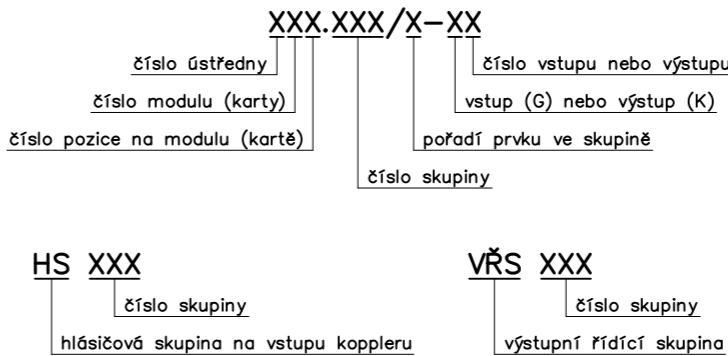 XXX.XXX/X-XX
číslo ústředny
číslo vstupu nebo výstupu
číslo modulu (karty)
vstup (G) nebo výstup (K)
číslo pozice na modulu (kartě)
pořadí prvku ve skupině
číslo skupiny
HS XXX
VŘS XXX
číslo skupiny
číslo skupiny
hlásičová skupina na vstupu koppleru
výstupní řídící skupina